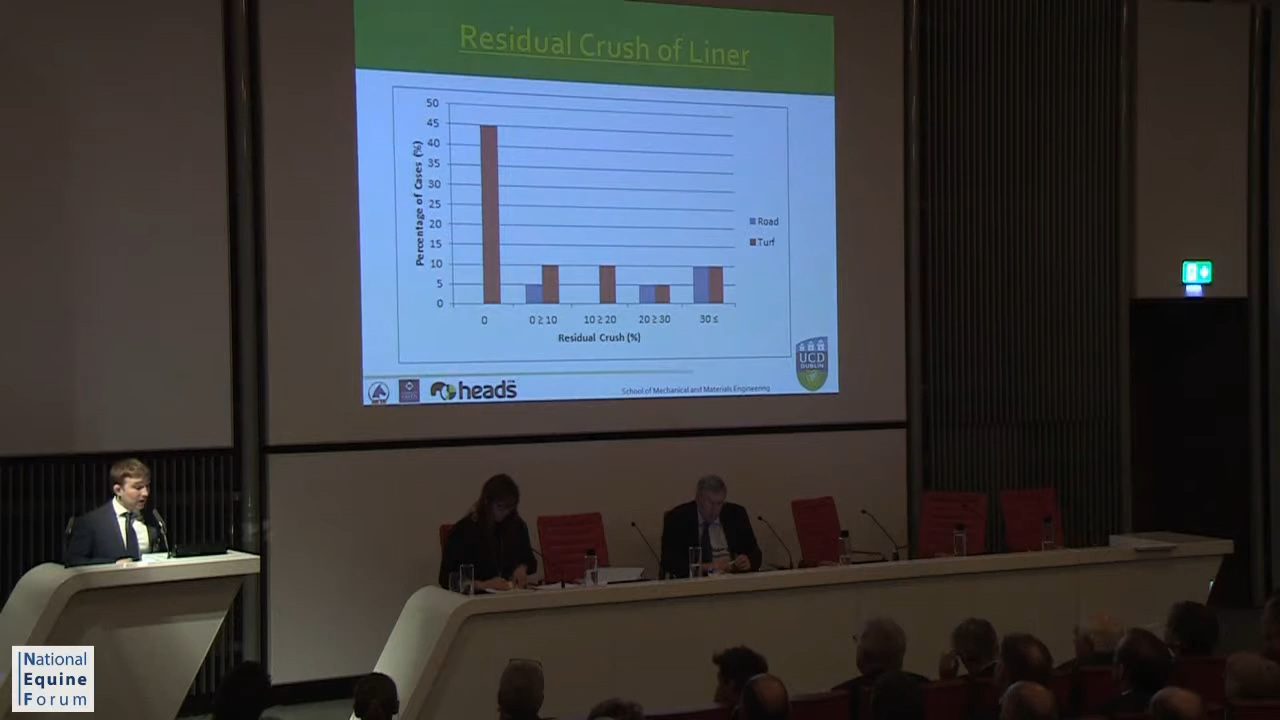 Residual Crush of Liner
50
45
40
35
30
25
20
15
10
5
0
Percentage of Cases (%)
0
0 ≥ 10
10 ≥ 20
20 ≥ 30
30 ≤
Residual Crush (%)
Road
Turf
heads
School of Mechanical and Materials Engineering
UCD
DUBLIN
National
Equine
Forum